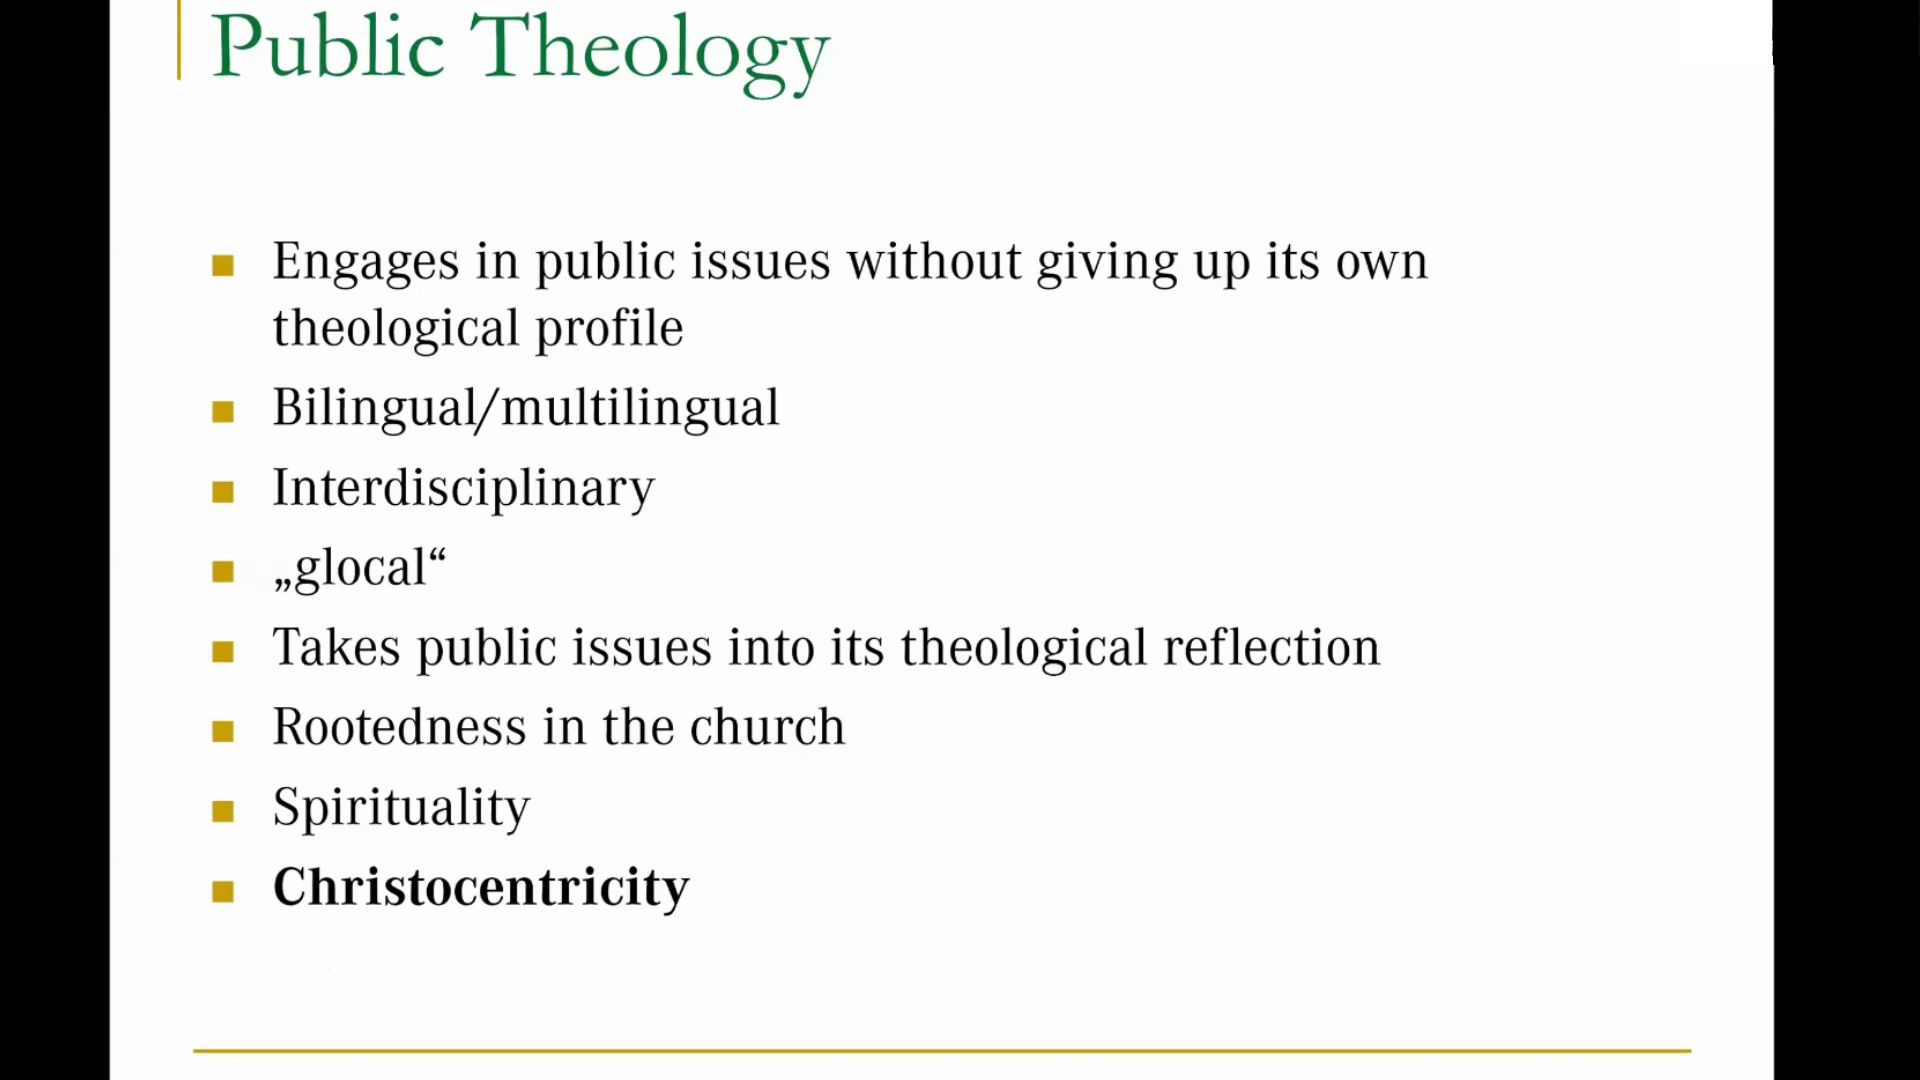 Public Theology
Engages in public issues without giving up its own
theological profile
Bilingual/multilingual
Interdisciplinary
„glocal“
Takes public issues into its theological reflection
Rootedness in the church
Spirituality
Christocentricity